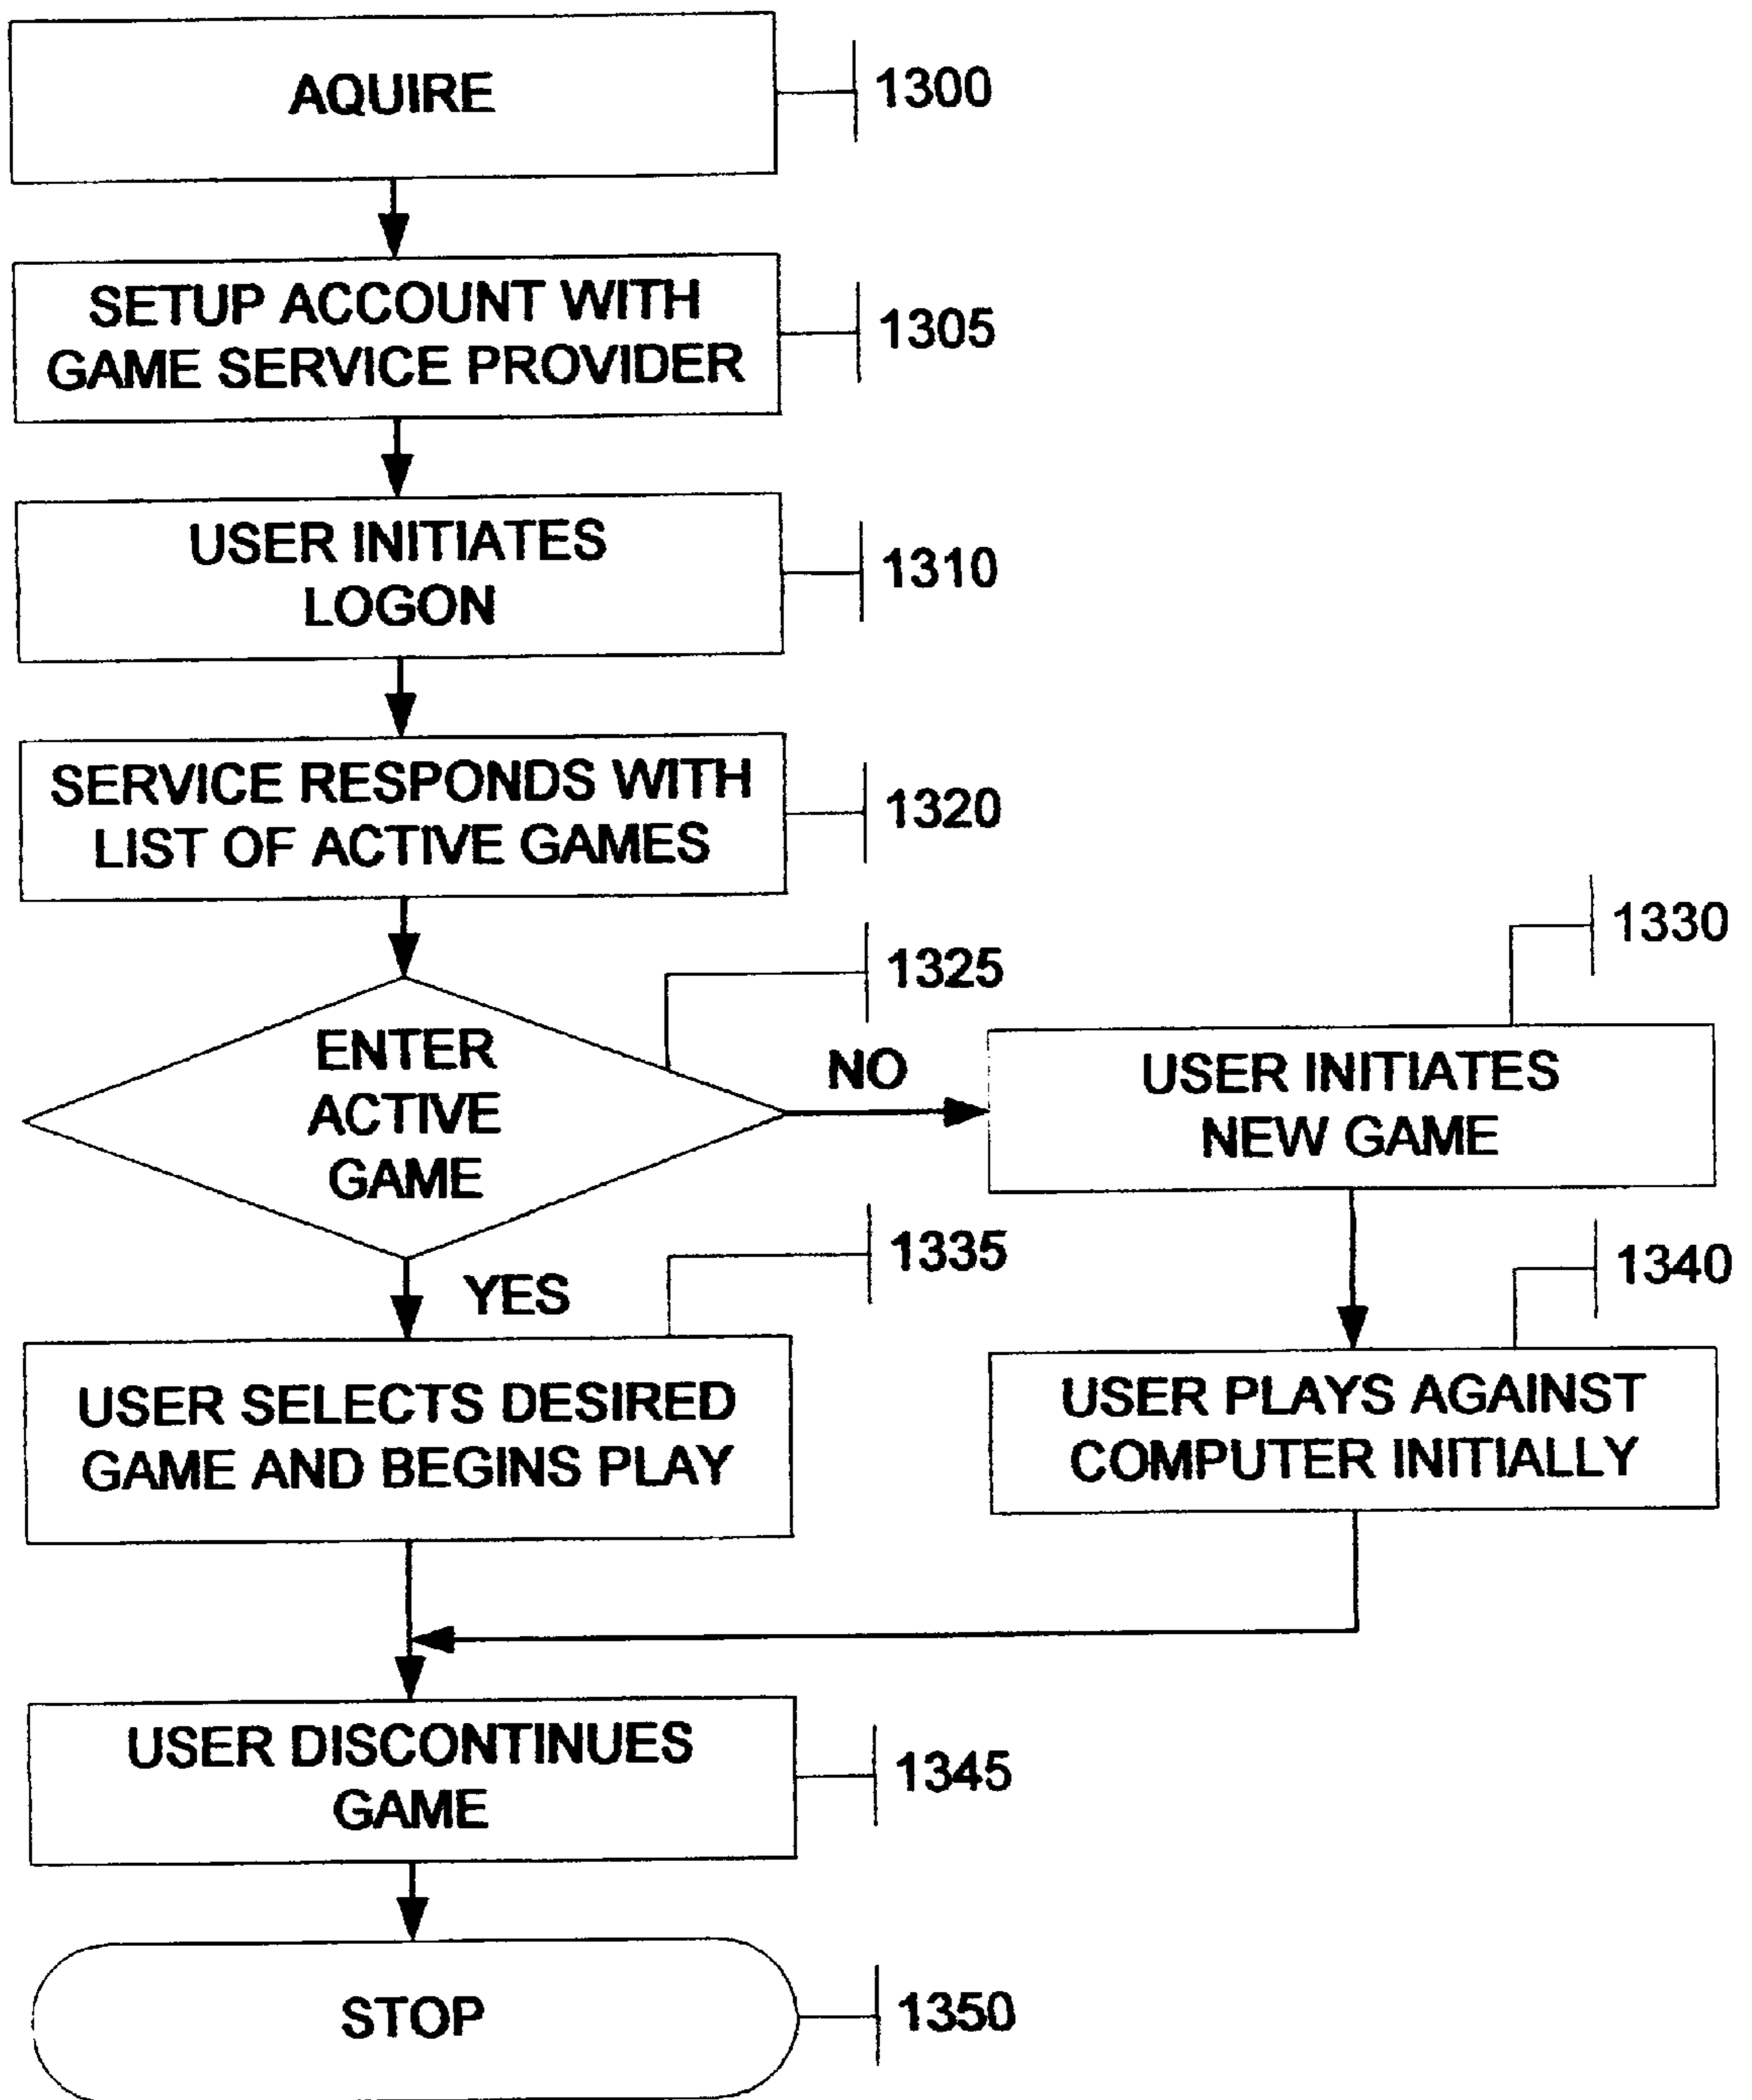 AQUIRE
1300
SETUP ACCOUNT WITH
GAME SERVICE PROVIDER
1305
USER INITIATES
LOGON
1310
SERVICE RESPONDS WITH
LIST OF ACTIVE GAMES
1320
1325
ENTER
ACTIVE
GAME
NO
1330
USER INITIATES
NEW GAME
YES
1335
USER SELECTS DESIRED
GAME AND BEGINS PLAY
1340
USER PLAYS AGAINST
COMPUTER INITIALLY
USER DISCONTINUES
GAME
1345
STOP
1350